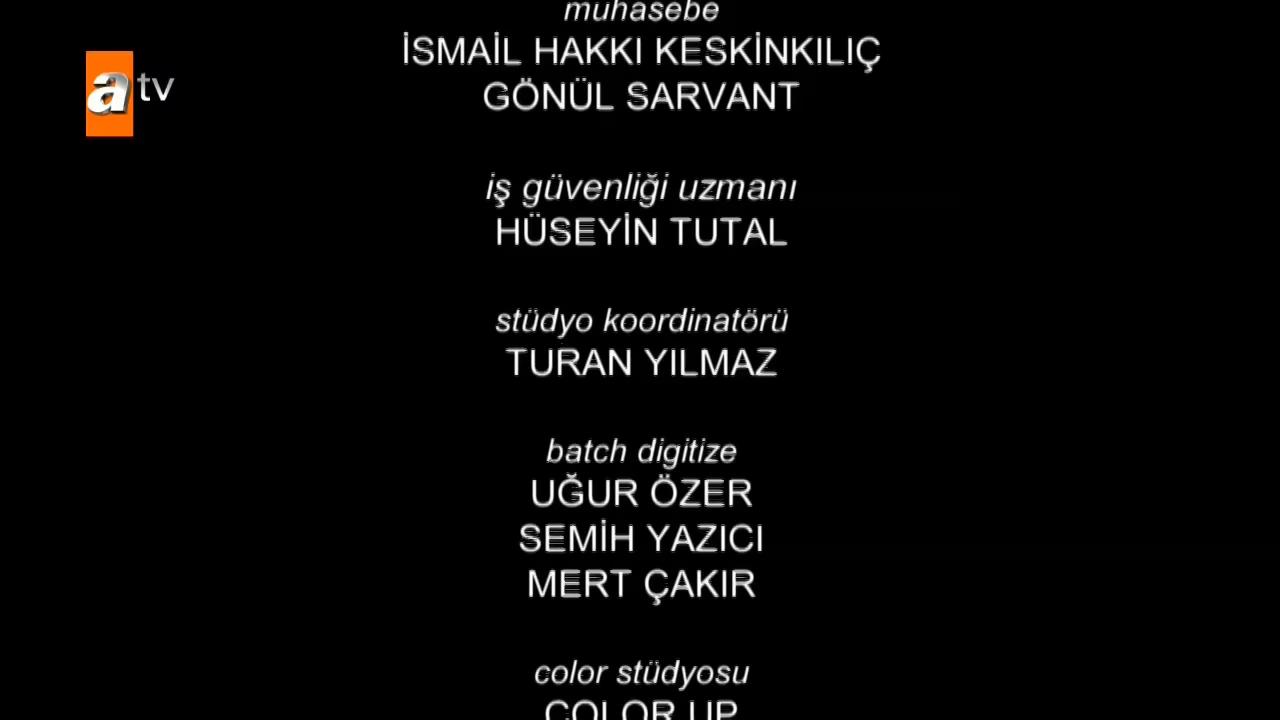 muhasebe
İSMAİL HAKKI KESKİNKILIÇ
GÖNÜL SARVANT
atv
iş güvenliği uzmanı
HÜSEYİN TUTAL
stüdyo koordinatörü
TURAN YILMAZ
batch digitize
UĞUR ÖZER
SEMİH YAZICI
MERT ÇAKIR
color stüdyosu
COLOR UP